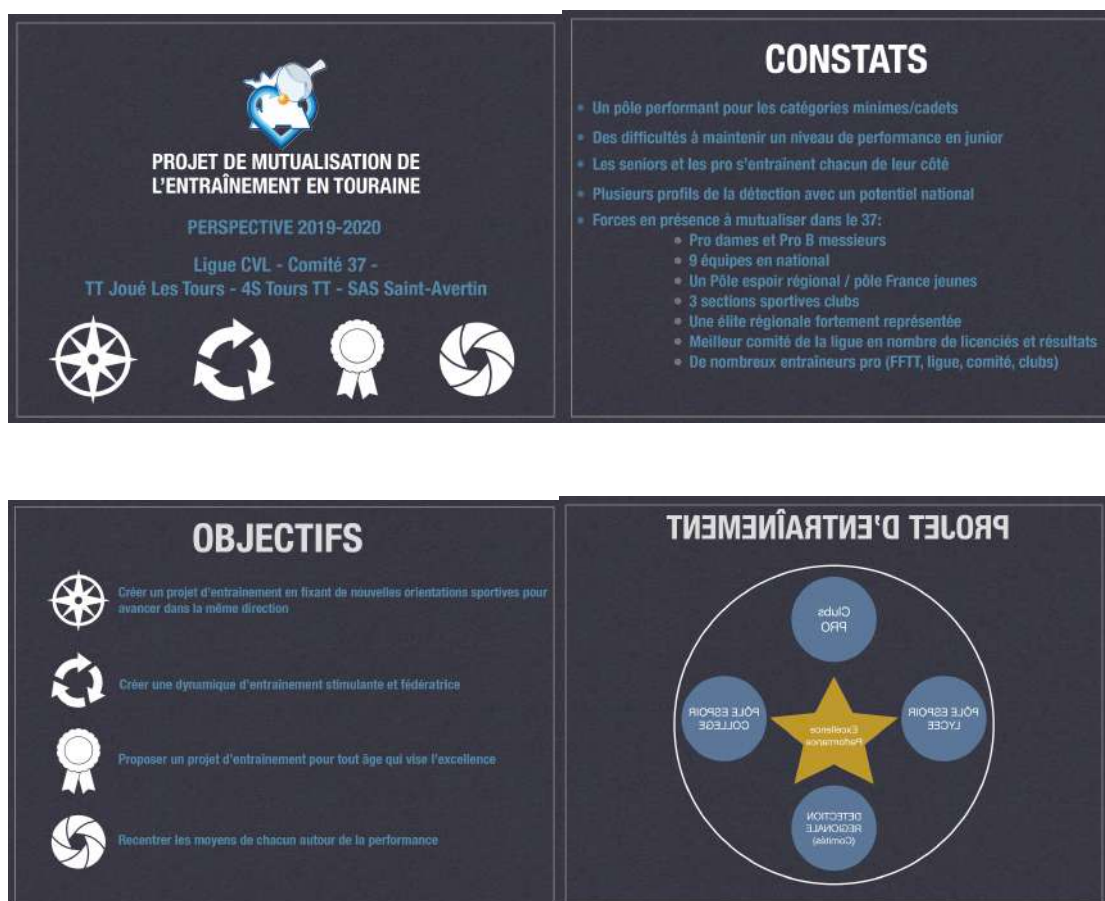 PROJET DE MUTUALISATION DE
L'ENTRAÎNEMENT EN TOURAINE
PERSPECTIVE 2019-2020
Ligue CVL - Comité 37 -
TT Joué Les Tours - 4S Tours TT - SAS Saint-Avertin
CONSTATS
• Un pôle performant pour les catégories minimes/cadets
• Des difficultés à maintenir un niveau de performance en junior
• Les seniors et les pro s'entraînent chacun de leur côté
• Plusieurs profils de la détection avec un potentiel national
• Forces en présence à mutualiser dans le 37:
• Pro dames et Pro B messieurs
• 9 équipes en national
• Un Pôle espoir régional / pôle France jeunes
• 3 sections sportives clubs
• Une élite régionale fortement représentée
• Meilleur comité de la ligue en nombre de licenciés et résultats
• De nombreux entraîneurs pro (FFTT, ligue, comité, clubs)
OBJECTIFS
Créer un projet d'entrainement en fixant de nouvelles orientations sportives pour
avancer dans la même direction
Créer une dynamique d'entrainement stimulante et fédératrice
Proposer un projet d'entrainement pour tout âge qui vise l'excellence
Recentrer les moyens de chacun autour de la performance
PROJET D'ENTRAÎNEMENT
Clubs
PRO
PÔLE ESPOIR
COLLEGE
Excellence
Performance
PÔLE ESPOIR
LYCEE
DETECTION
REGIONALE
(Comités)